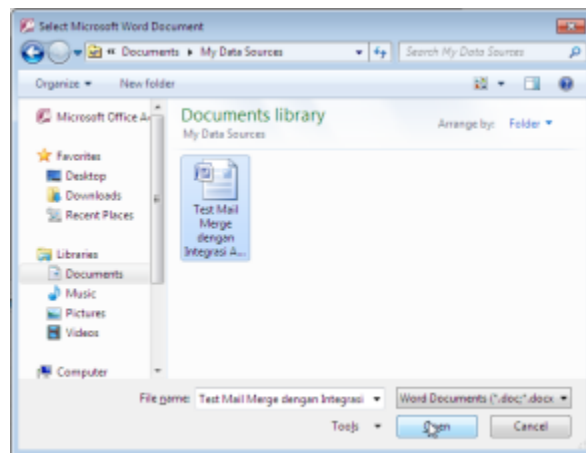 Select Microsoft Word Document
« Documents ▸ My Data Sources
Search My Data Sources
Organize
New folder
Microsoft Office A
Favorites
Desktop
Downloads
Recent Places
Libraries
Documents
Music
Pictures
Videos
Computer
Documents library
My Data Sources
Arrange by: Folder
Test Mail
Merge
dengan
Integrasi A...
File name: Test Mail Merge dengan Integrasi
Word Documents (*.doc;*.docx
Tools
Open
Cancel